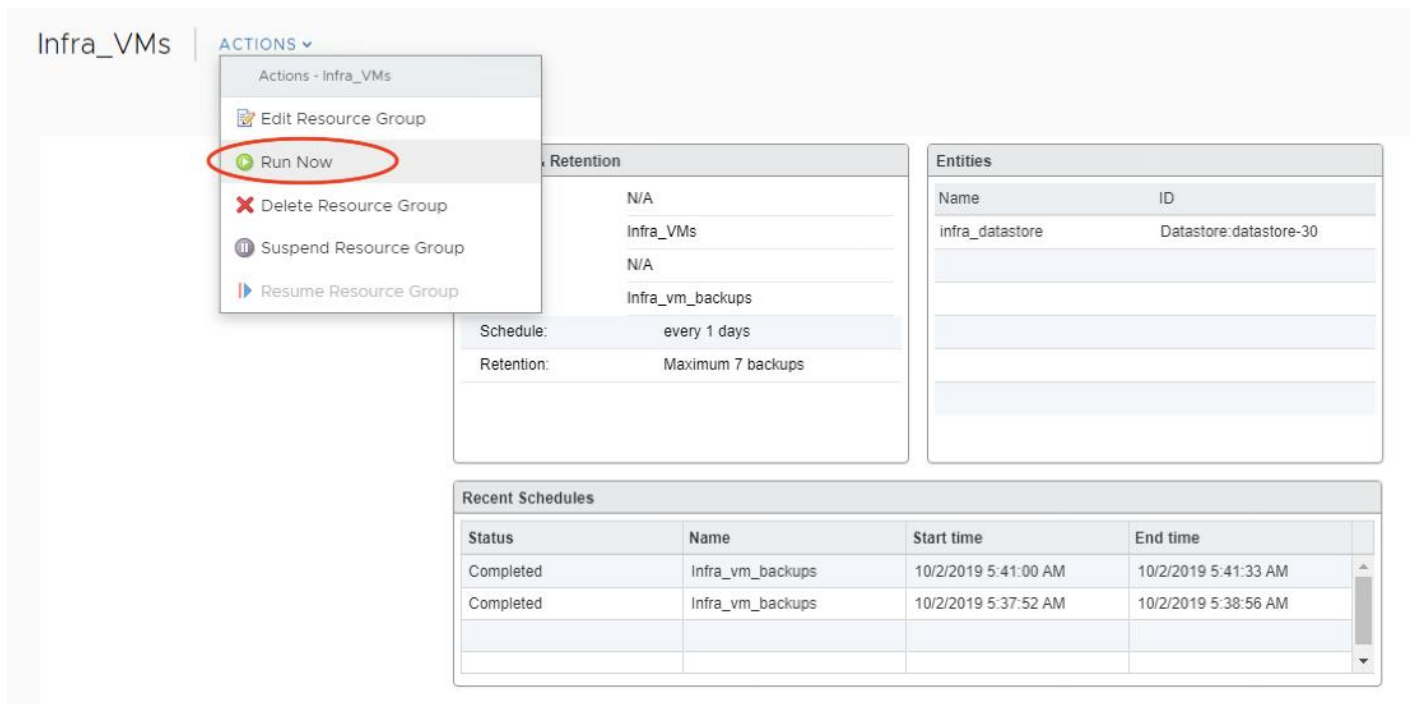 Infra_VMs ACTIONS
Actions - Infra_VMs
Edit Resource Group
Run Now
Delete Resource Group
Suspend Resource Group
Resume Resource Group
& Retention
N/A
Infra_VMs
N/A
Infra_vm_backups
Schedule: every 1 days
Retention: Maximum 7 backups
Entities
Name ID
infra_datastore Datastore:datastore-30
Recent Schedules
Status Name Start time End time
Completed Infra_vm_backups 10/2/2019 5:41:00 AM 10/2/2019 5:41:33 AM
Completed Infra_vm_backups 10/2/2019 5:37:52 AM 10/2/2019 5:38:56 AM